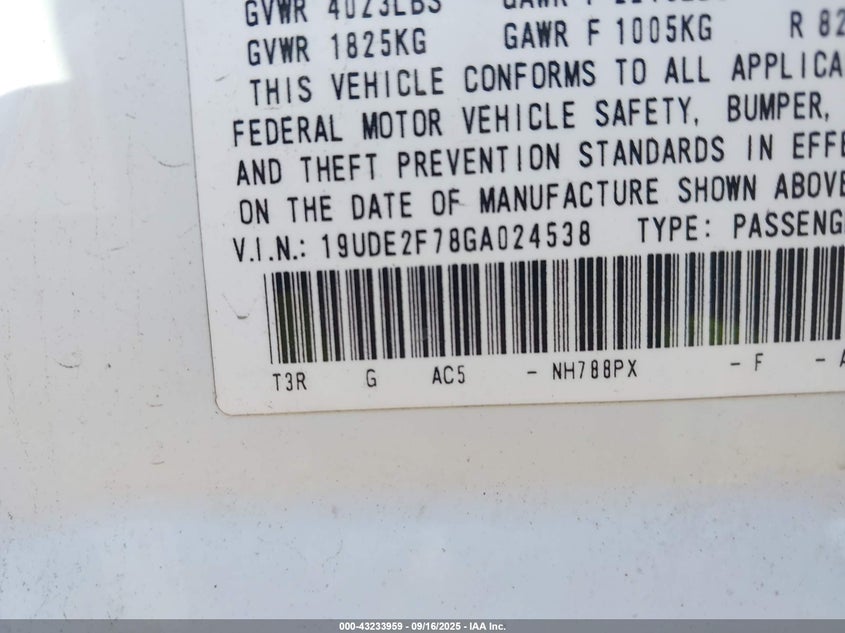 GVWR 4023LBS GAWR F
GVWR 1825KG GAWR F 1005KG R 82
THIS VEHICLE CONFORMS TO ALL APPLICA
FEDERAL MOTOR VEHICLE SAFETY, BUMPER,
AND THEFT PREVENTION STANDARDS IN EFFE
ON THE DATE OF MANUFACTURE SHOWN ABOVE
V.I.N.: 19UDE2F78GA024538 TYPE: PASSENG
T3R G AC5 - NH788PX - F - A
000-43233959 - 09/16/2025 - IAA Inc.